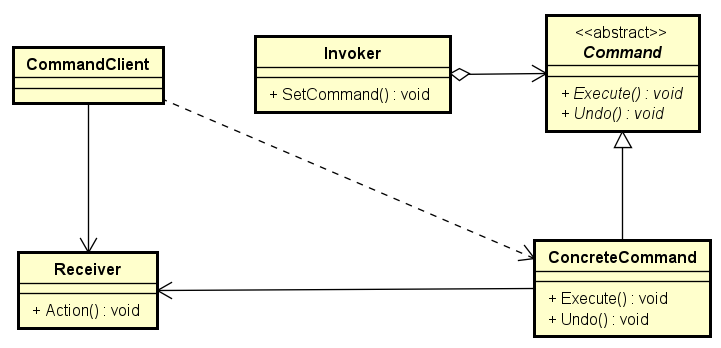 CommandClient
Invoker
+ SetCommand() : void
<<abstract>>
Command
+ Execute() : void
+ Undo() : void
Receiver
+ Action() : void
ConcreteCommand
+ Execute() : void
+ Undo() : void